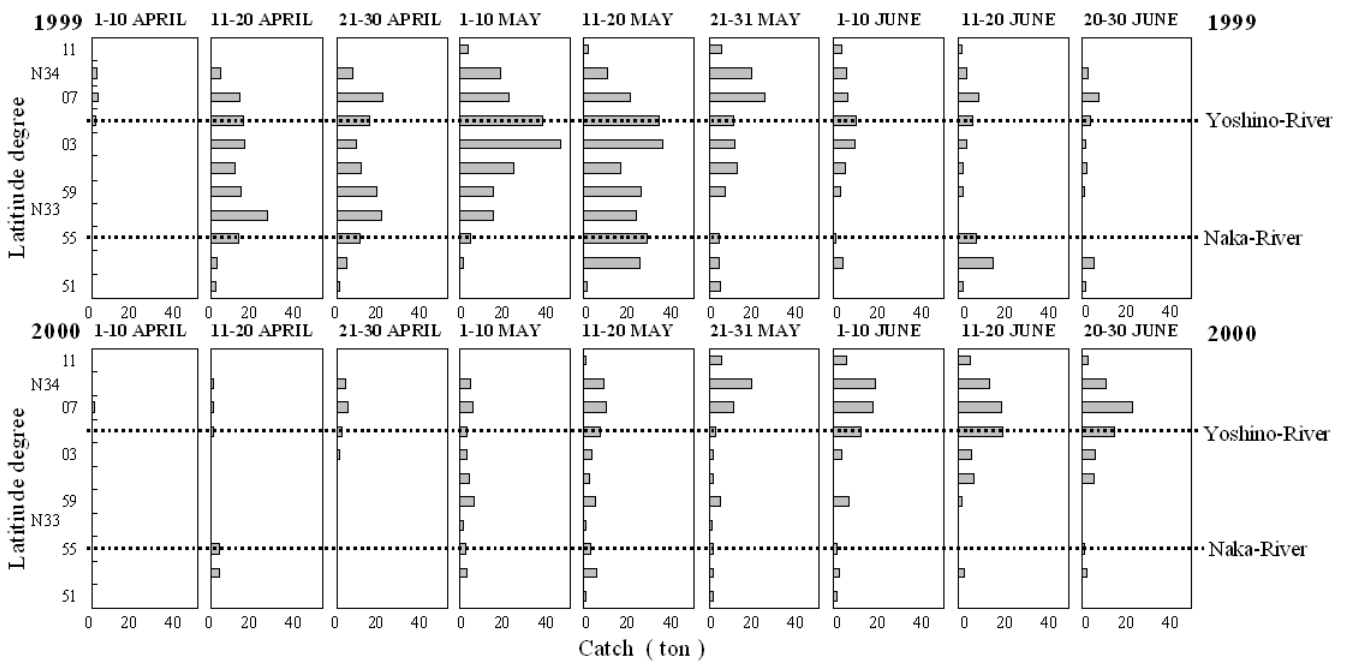 1999 1-10 APRIL 11-20 APRIL 21-30 APRIL 1-10 MAY 11-20 MAY 21-31 MAY 1-10 JUNE 11-20 JUNE 20-30 JUNE 1999
11
N34
07
Yoshino-River
03
59
N33
55 Naka-River
51
Latitiude degree
0 20 40 0 20 40 0 20 40 0 20 40 0 20 40 0 20 40 0 20 40 0 20 40 0 20 40
2000 1-10 APRIL 11-20 APRIL 21-30 APRIL 1-10 MAY 11-20 MAY 21-31 MAY 1-10 JUNE 11-20 JUNE 20-30 JUNE 2000
11
N34
07
Yoshino-River
03
59
N33
55 Naka-River
51
Latitiude degree
0 20 40 0 20 40 0 20 40 0 20 40 0 20 40 0 20 40 0 20 40 0 20 40 0 20 40
Catch ( ton )